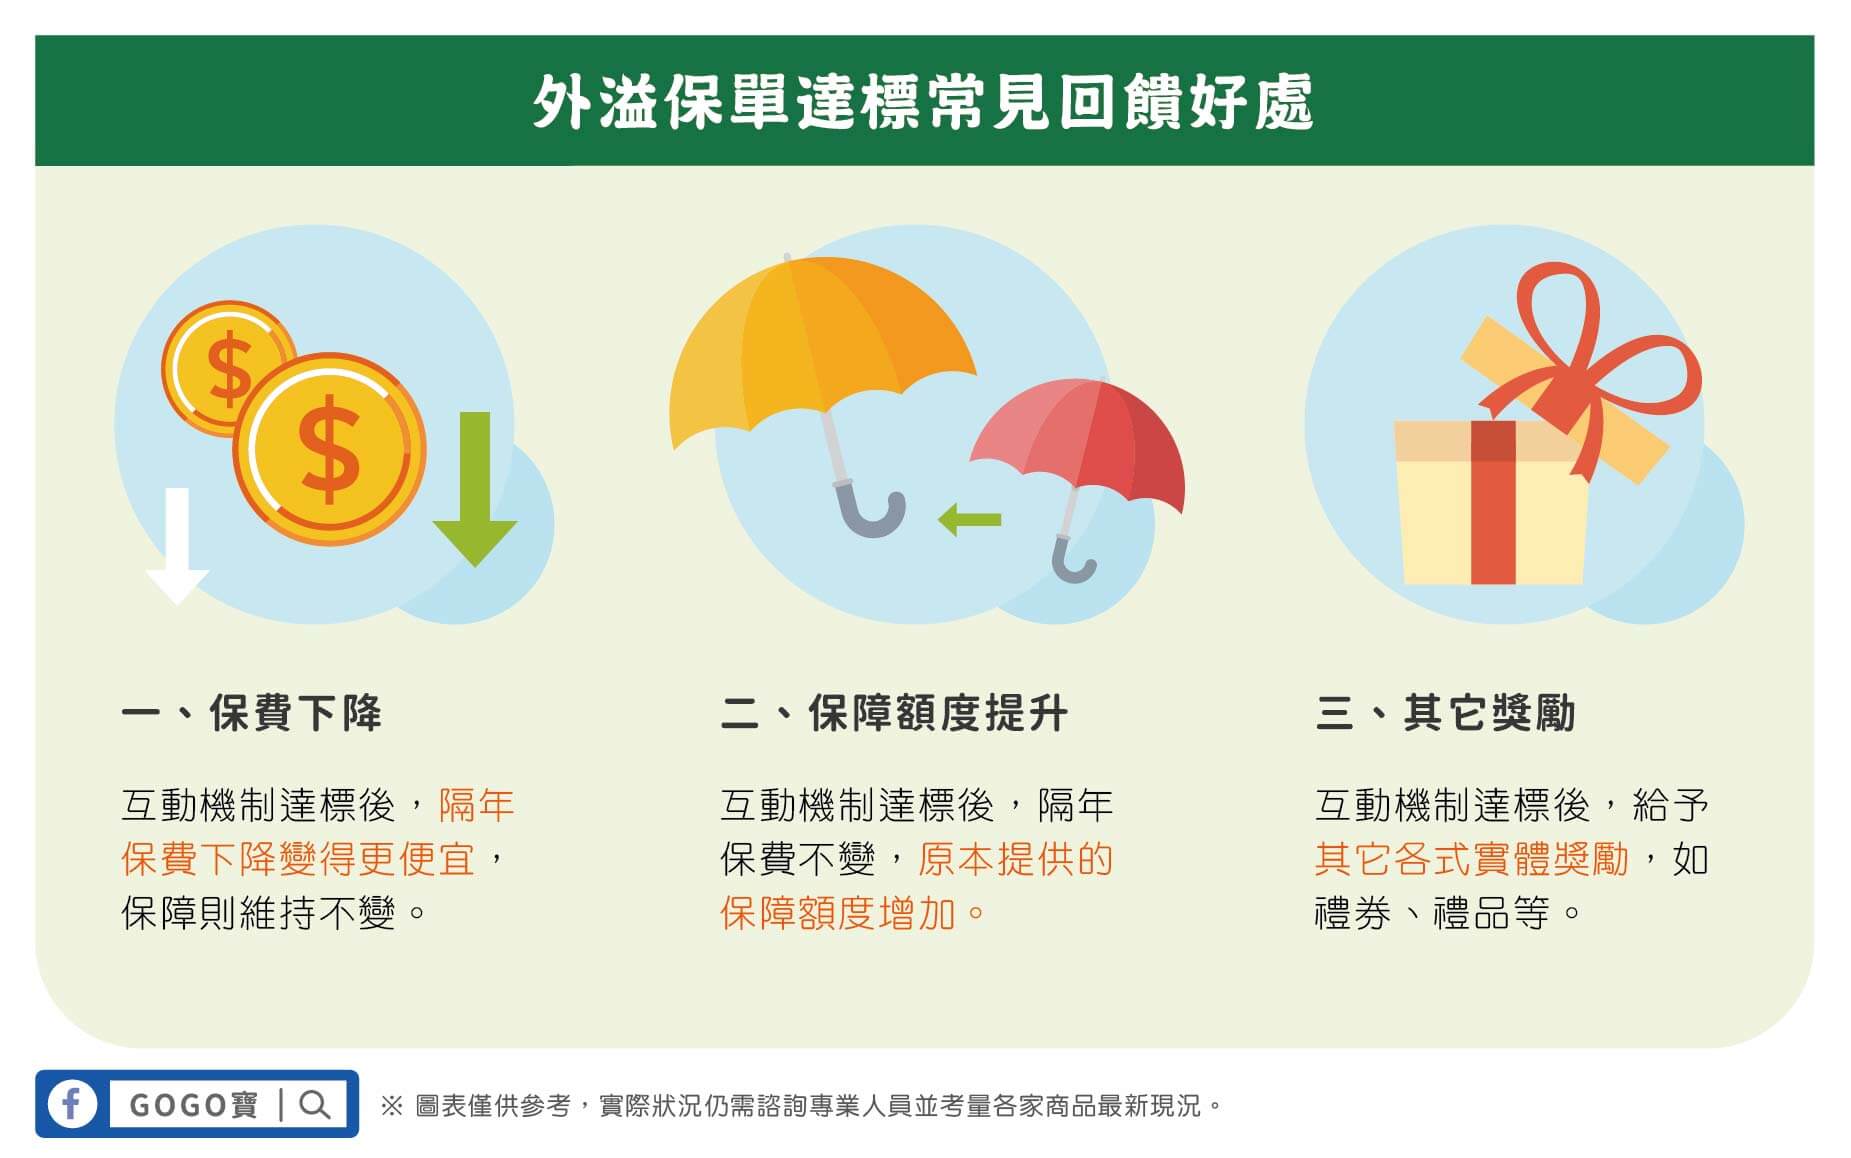 外溢保單達標常見回饋好處
$
$
一、保費下降
互動機制達標後，隔年
保費下降變得更便宜，
保障則維持不變。
二、保障額度提升
互動機制達標後，隔年
保費不變，原本提供的
保障額度增加。
三、其它獎勵
互動機制達標後，給予
其它各式實體獎勵，如
禮券、禮品等。
GOGO寶
※ 圖表僅供參考，實際狀況仍需諮詢專業人員並考量各家商品最新現況。